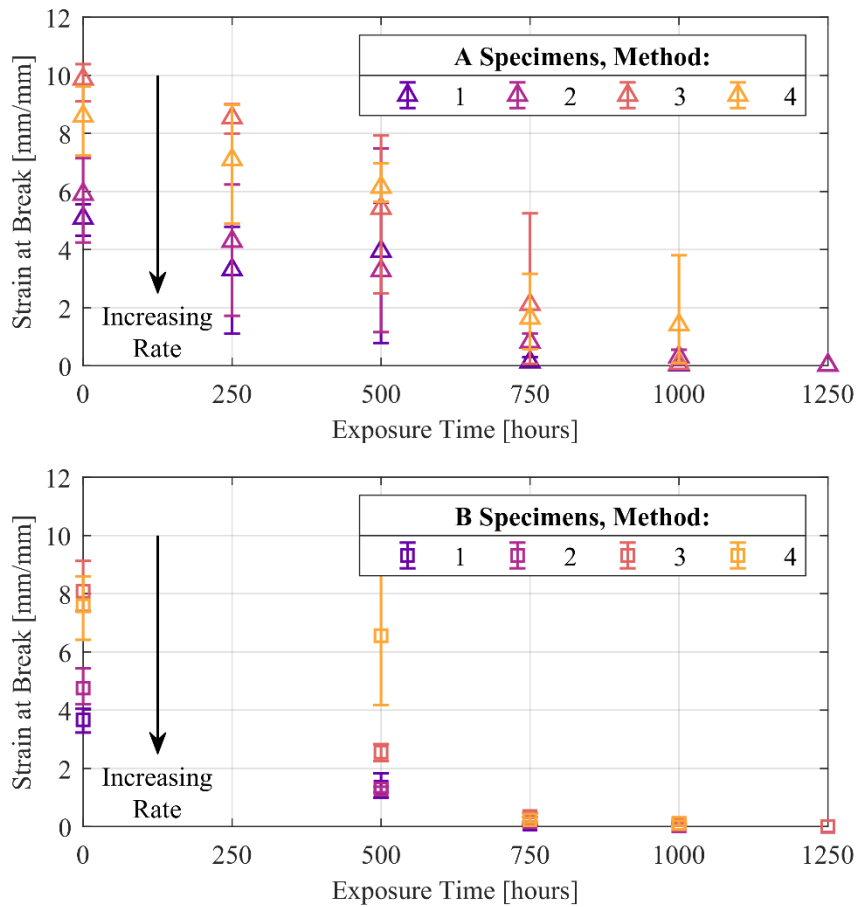 12
10
8
6
4
2
0
Strain at Break [mm/mm]
A Specimens, Method:
1 2 3 4
Increasing
Rate
0 250 500 750 1000 1250
Exposure Time [hours]
12
10
8
6
4
2
0
Strain at Break [mm/mm]
B Specimens, Method:
1 2 3 4
Increasing
Rate
0 250 500 750 1000 1250
Exposure Time [hours]